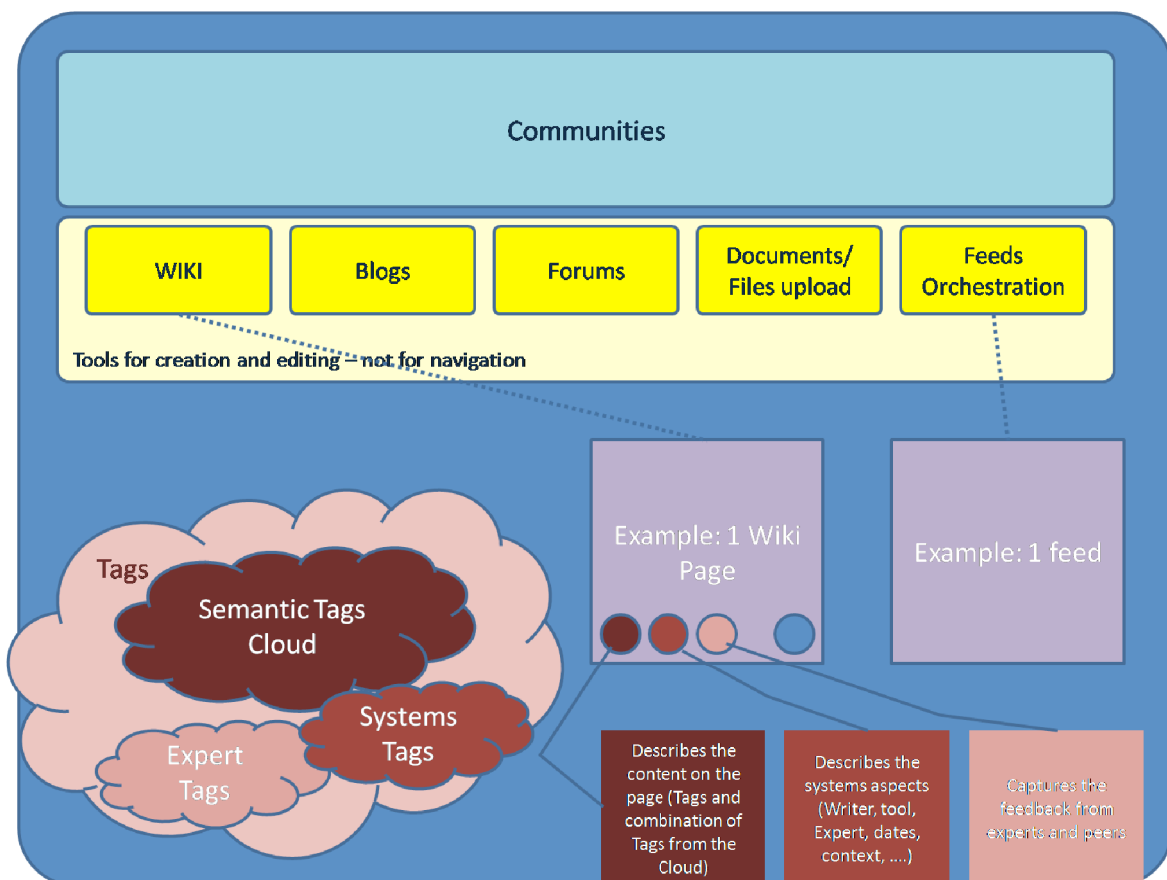 Communities
WIKI
Blogs
Forums
Documents/
Files upload
Feeds
Orchestration
Tools for creation and editing – not for navigation
Example: 1 Wiki
Page
Example: 1 feed
Tags
Semantic Tags
Cloud
Systems
Tags
Expert
Tags
Describes the
content on the
page (Tags and
combination of
Tags from the
Cloud)
Describes the
systems aspects
(Writer, tool,
Expert, dates,
context, ....)
Captures the
feedback from
experts and peers